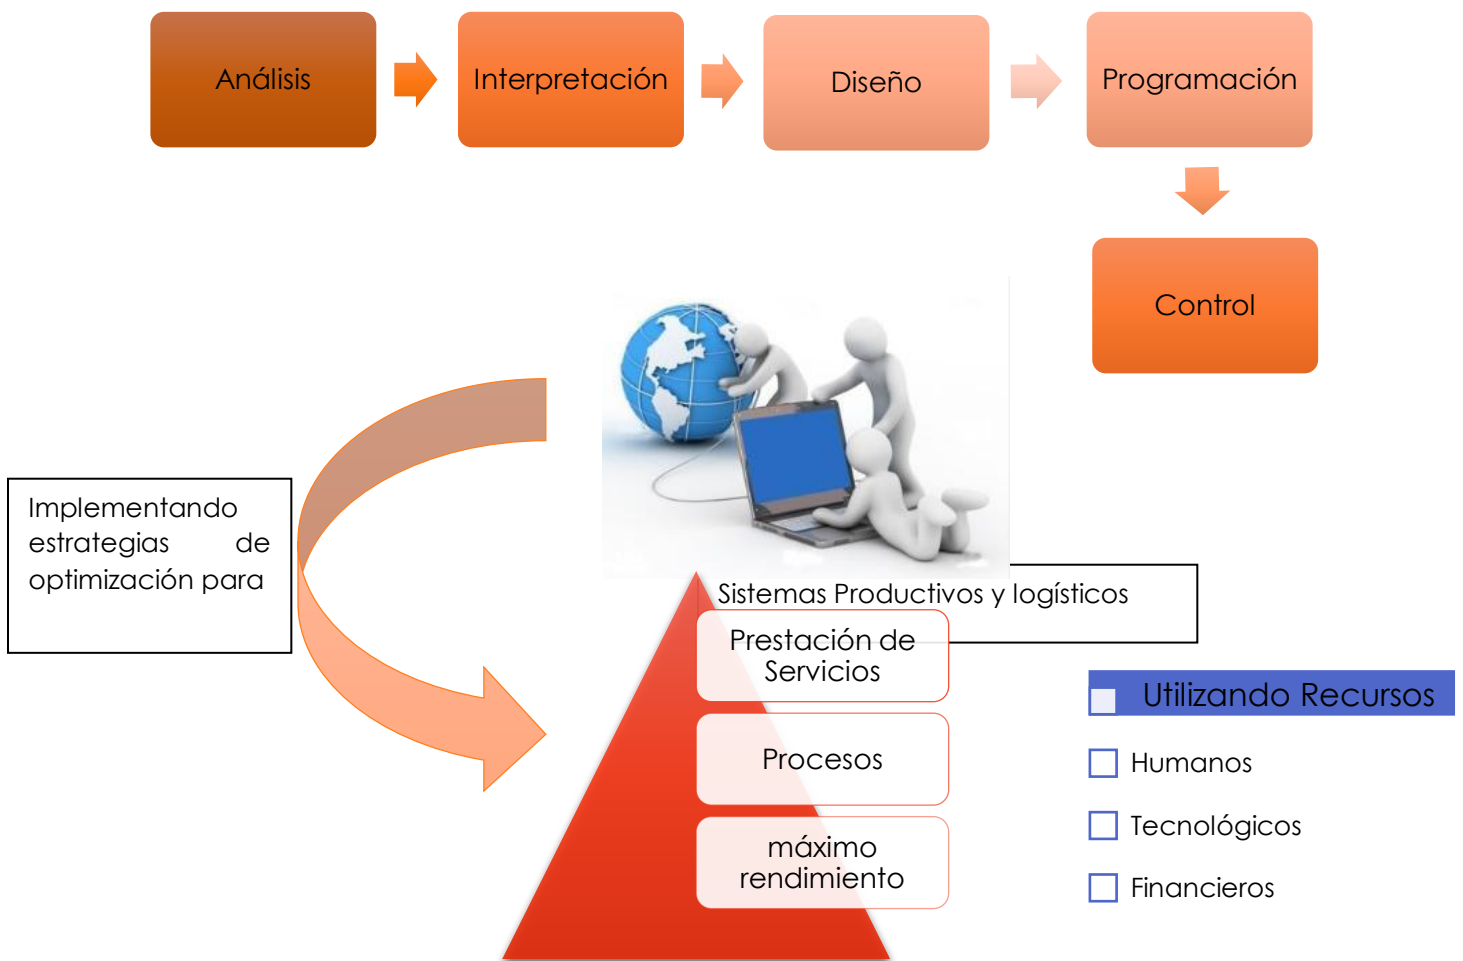 Análisis
Interpretación
Diseño
Programación
Control
Implementando
estrategias de
optimización para
Sistemas Productivos y logísticos
Prestación de
Servicios
Procesos
máximo
rendimiento
Utilizando Recursos
Humanos
Tecnológicos
Financieros